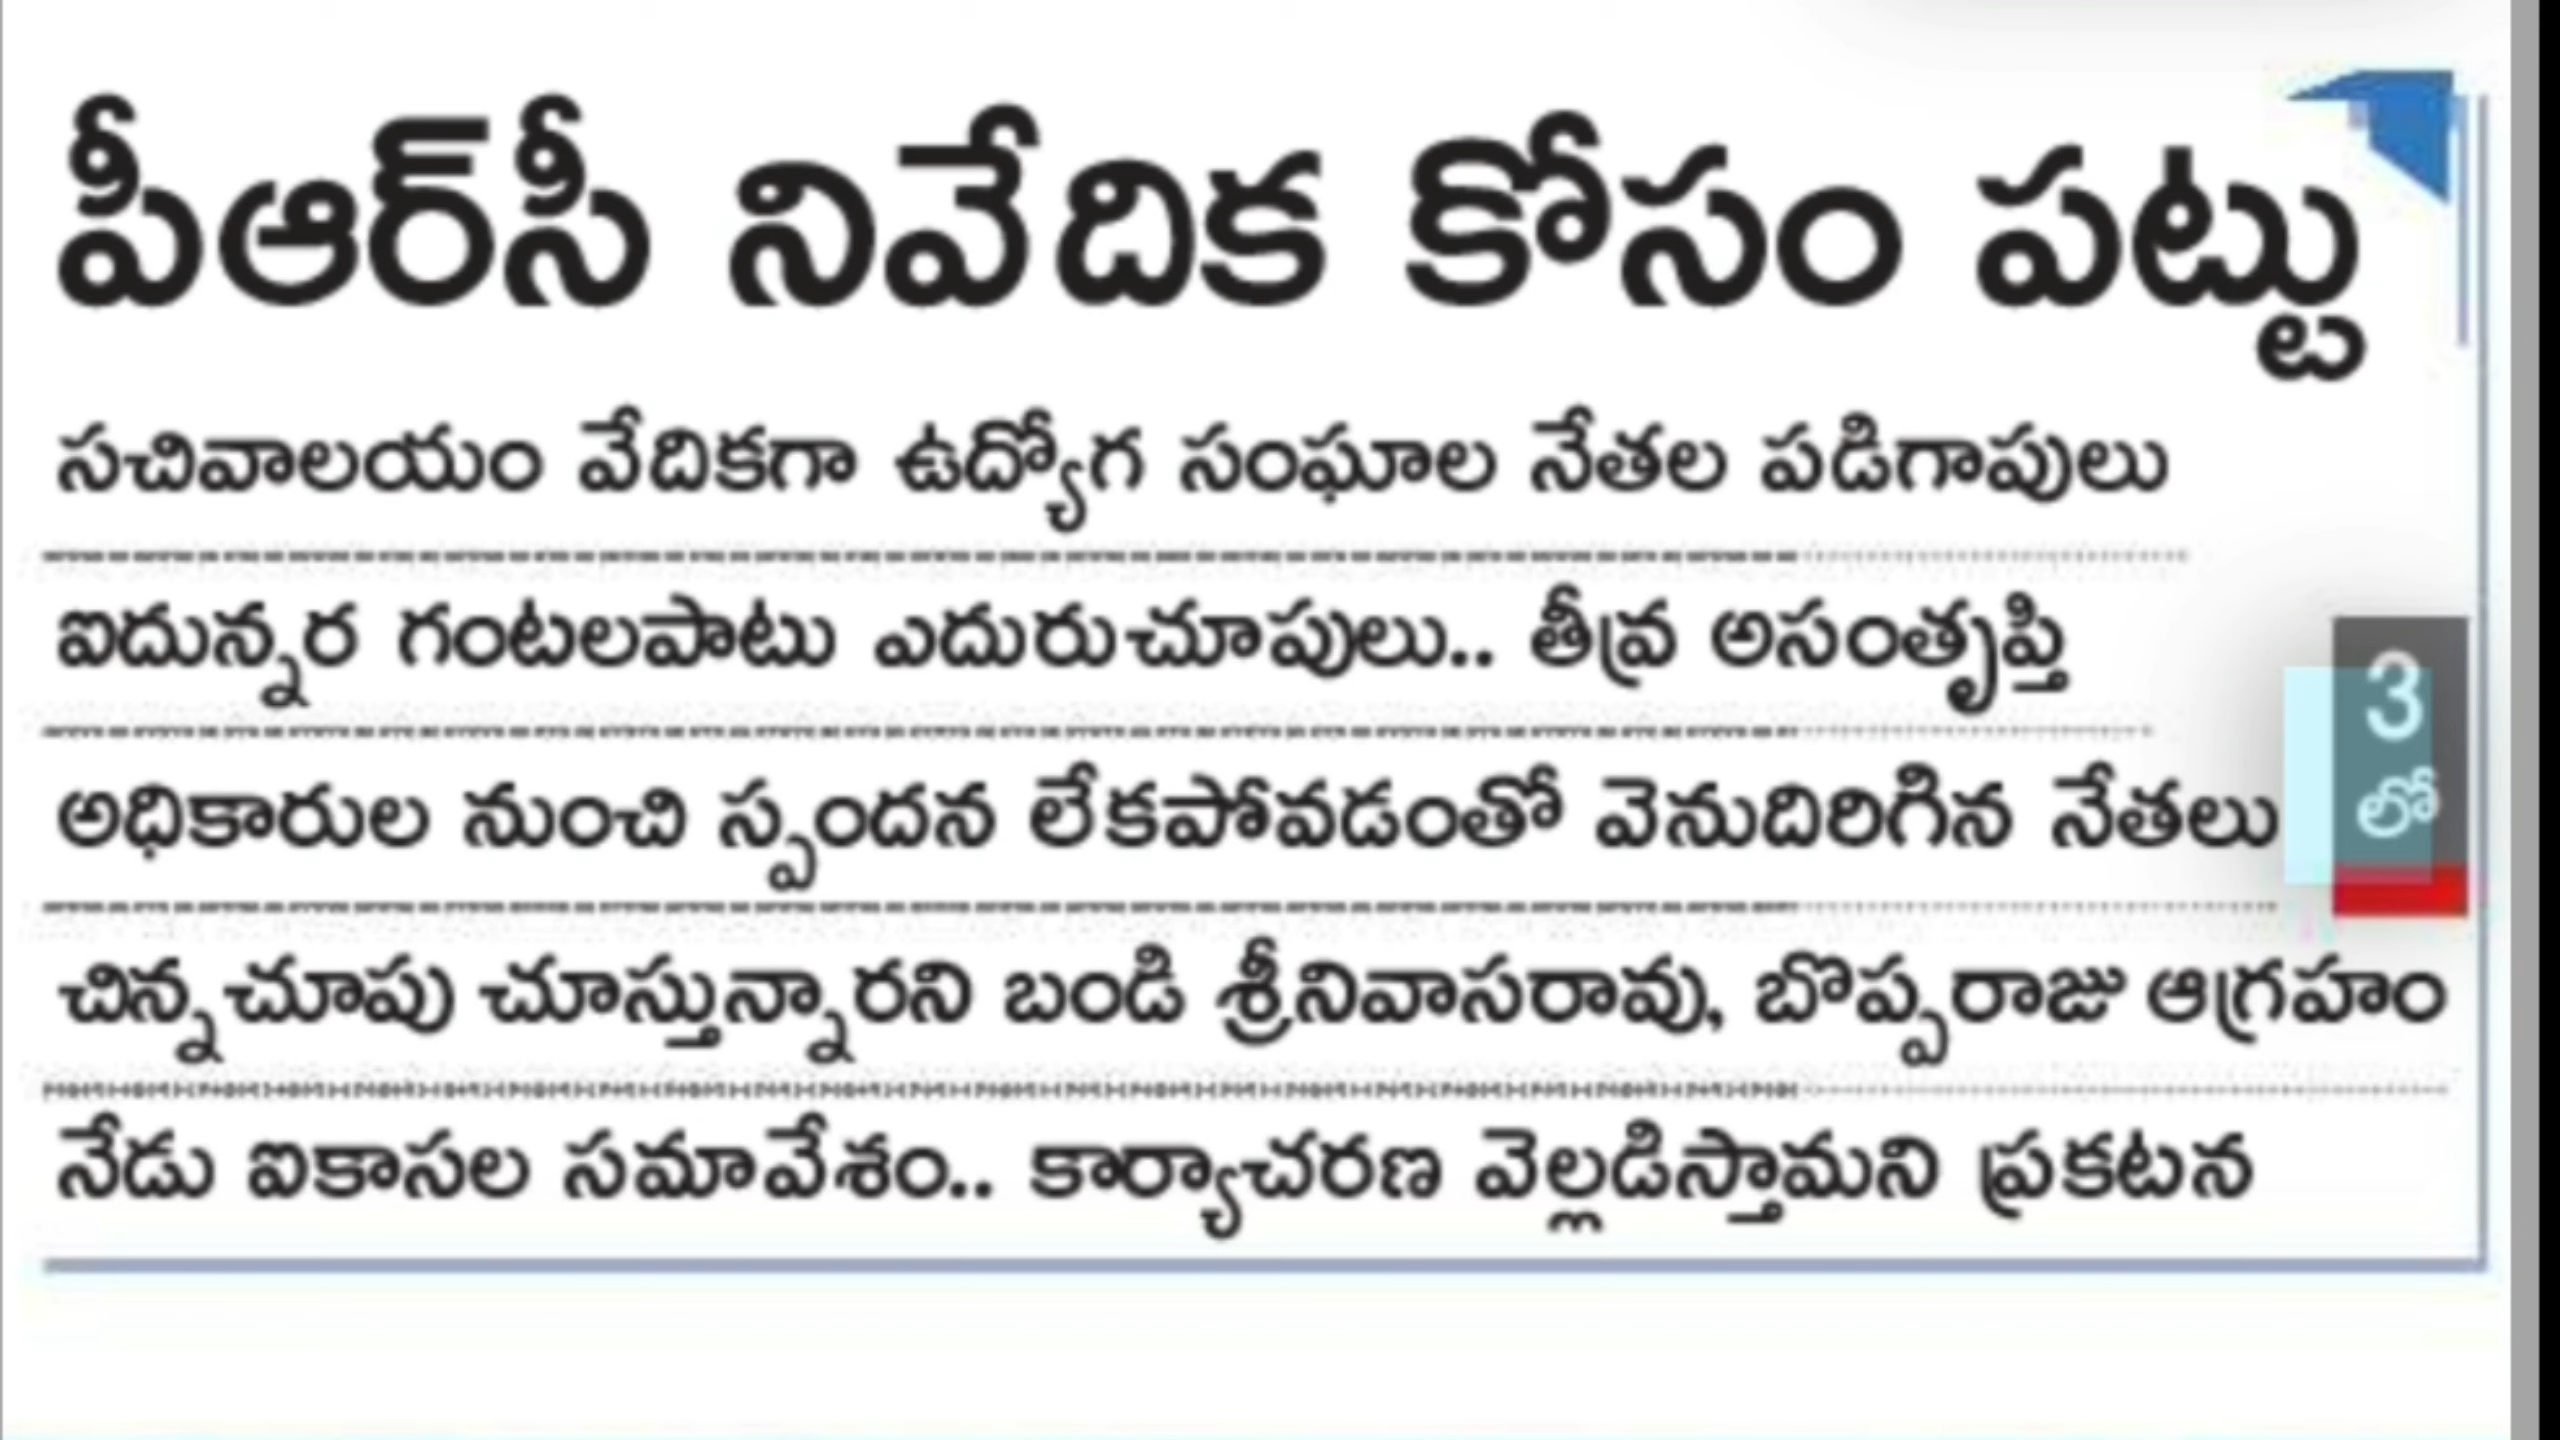 పీఆర్‌సీ నివేదిక కోసం పట్టు
సచివాలయం వేదికగా ఉద్యోగ సంఘాల నేతల పడిగాపులు
ఐదున్నర గంటలపాటు ఎదురుచూపులు.. తీవ్ర అసంతృప్తి
అధికారుల నుంచి స్పందన లేకపోవడంతో వెనుదిరిగిన నేతలు
3
లో
చిన్నచూపు చూస్తున్నారని బండి శ్రీనివాసరావు, బొప్పరాజు ఆగ్రహం
నేడు ఐకాసల సమావేశం.. కార్యాచరణ వెల్లడిస్తామని ప్రకటన